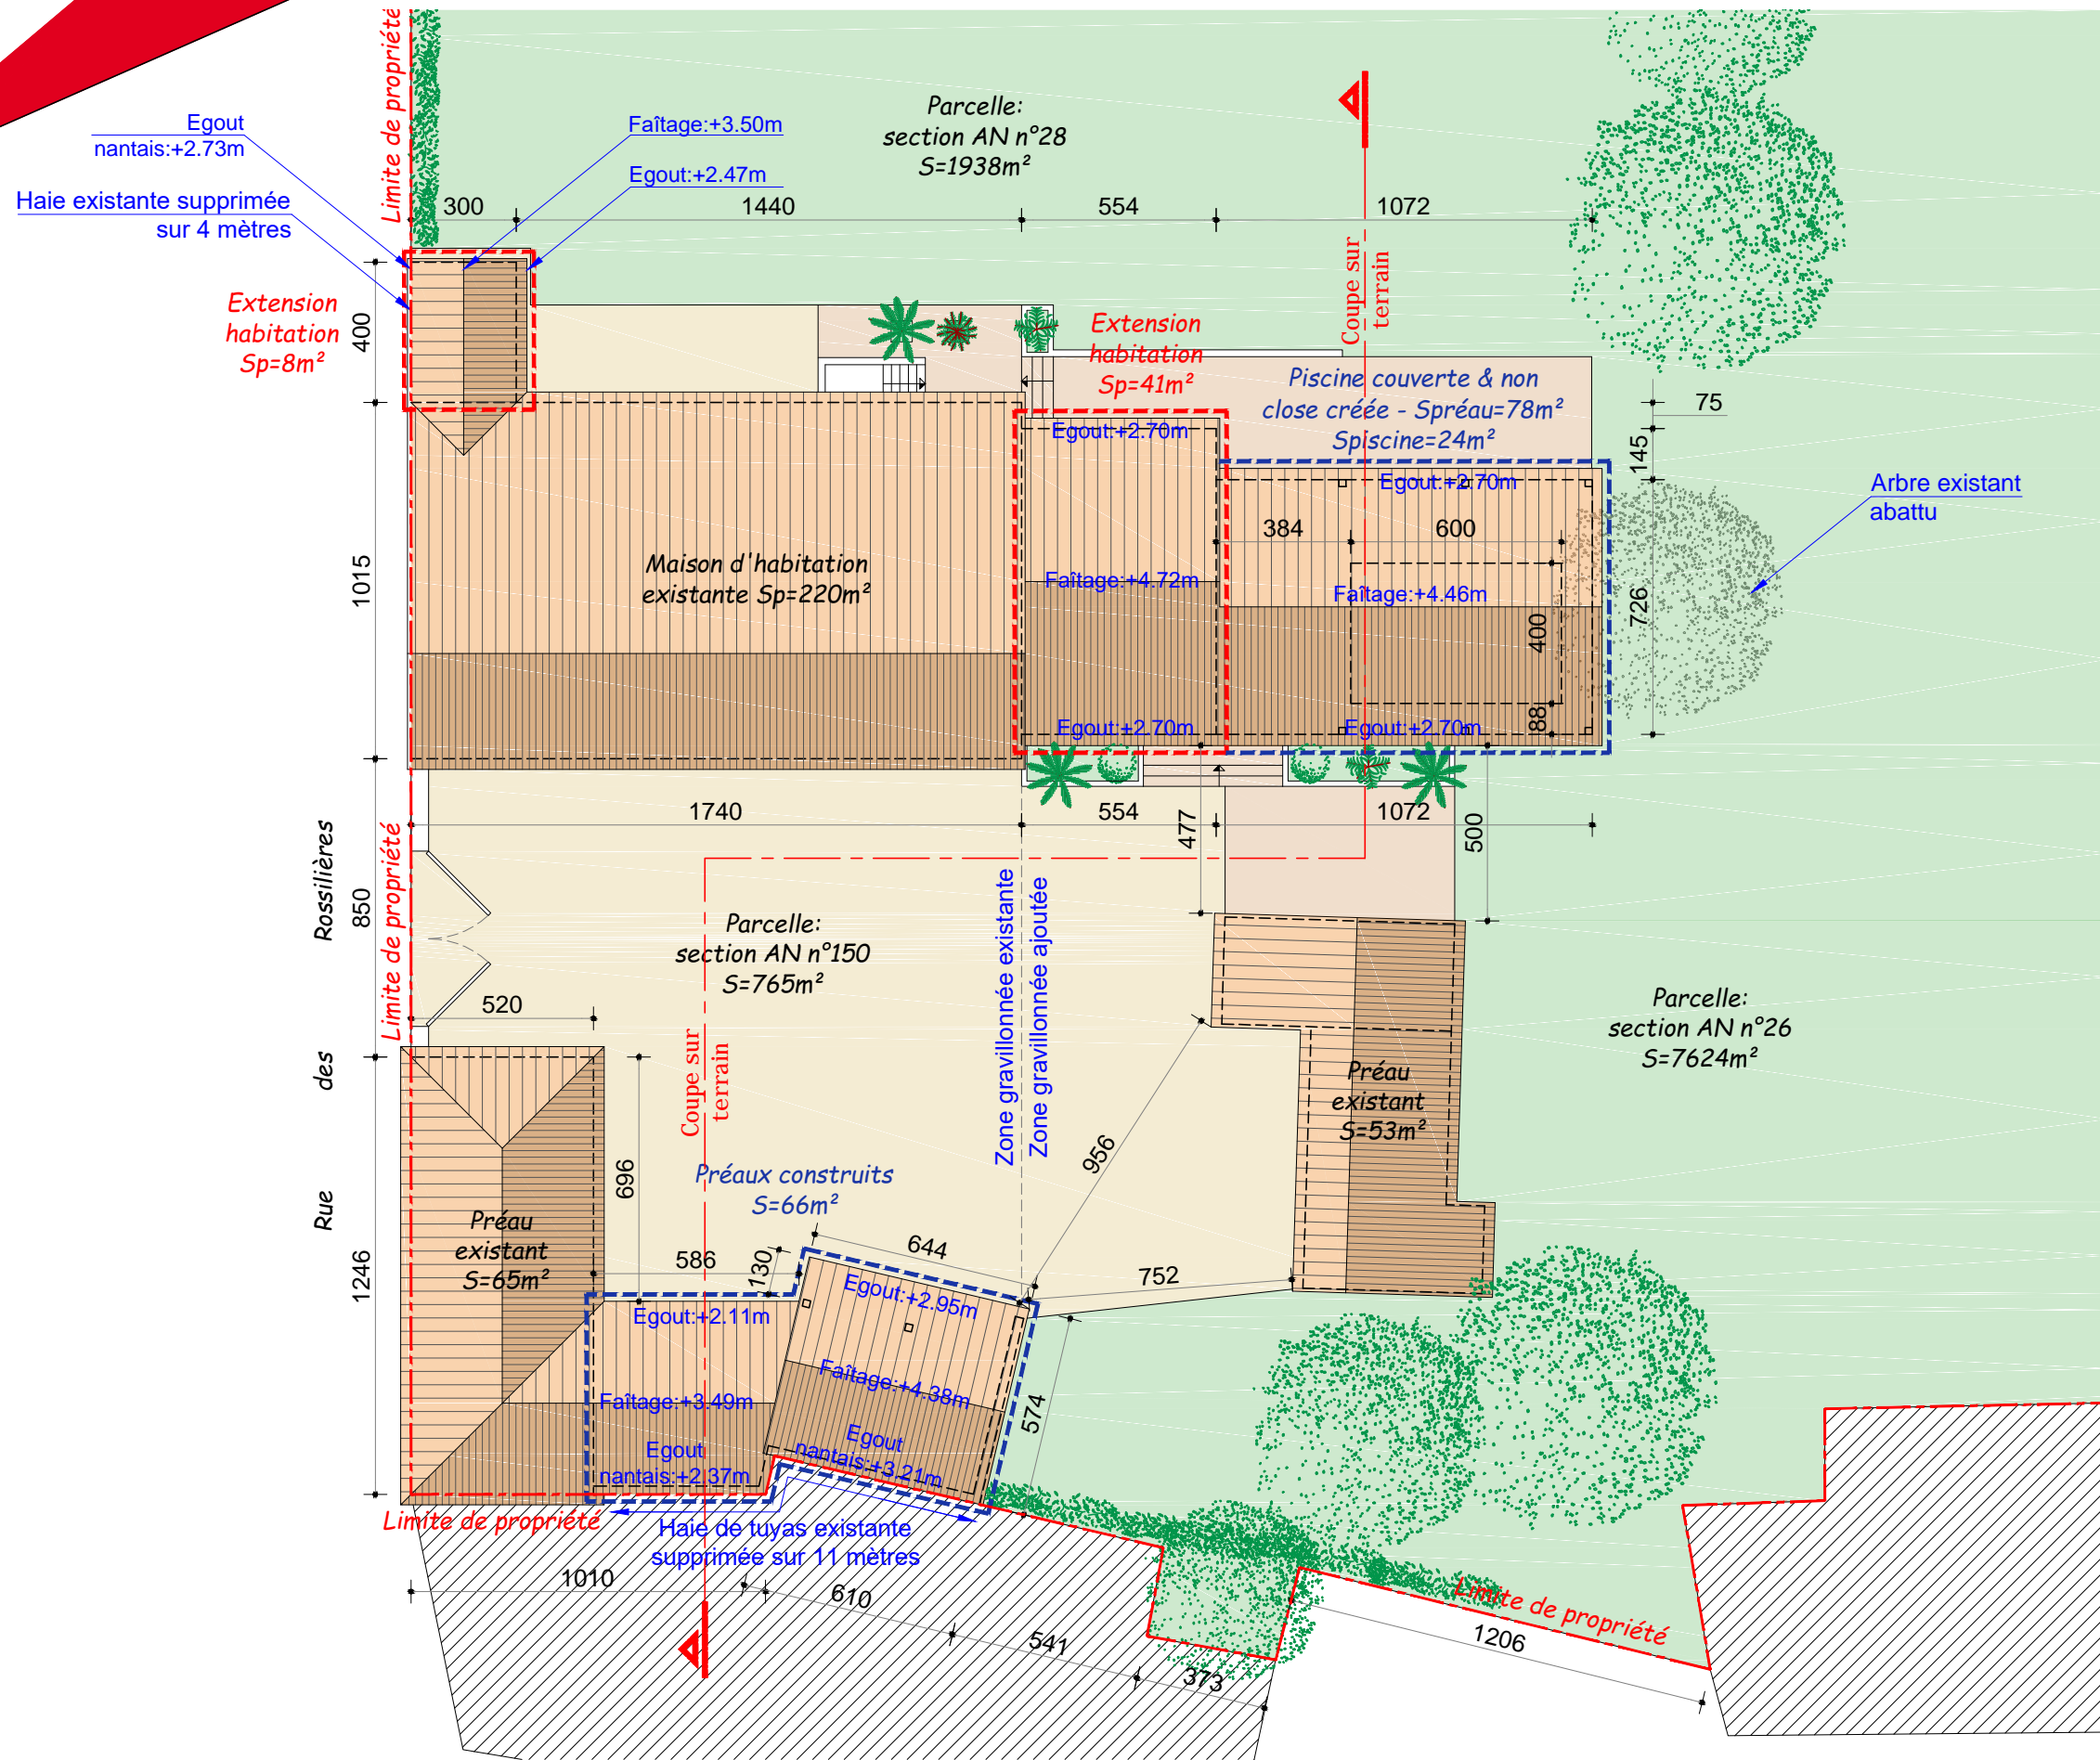 Limite de propriété
Egout
nantais:+2.73m
Haie existante supprimée
sur 4 mètres
Faîtage:+3.50m
Egout:+2.47m
Parcelle:
section AN n°28
S=1938m²
300
1440
554
1072
Coupe sur
terrain
Extension
habitation
Sp=8m²
400
Extension
habitation
Sp=41m²
Piscine couverte & non
close créée - Spréau=78m²
Spiscine=24m²
75
145
Egout:+2.70m
Egout:+2.70m
Arbre existant
abattu
384
600
1015
Maison d'habitation
existante Sp=220m²
Faîtage:+4.72m
Faîtage:+4.46m
726
400
88
Egout:+2.70m
Egout:+2.70m
1740
554
1072
477
500
Rue des Rossilières
Limite de propriété
850
Parcelle:
section AN n°150
S=765m²
Zone gravillonnée existante
Zone gravillonnée ajoutée
520
Parcelle:
section AN n°26
S=7624m²
Coupe sur
terrain
Préau
existant
S=53m²
956
696
Préaux construits
S=66m²
Préau
existant
S=65m²
1246
586
130
644
752
Egout:+2.11m
Egout:+2.95m
Faîtage:+3.49m
Faîtage:+4.38m
574
Egout
nantais:+2.37m
Egout
nantais:+3.21m
Limite de propriété
Haie de tuyas existante
supprimée sur 11 mètres
1010
610
541
373
Limite de propriété
1206